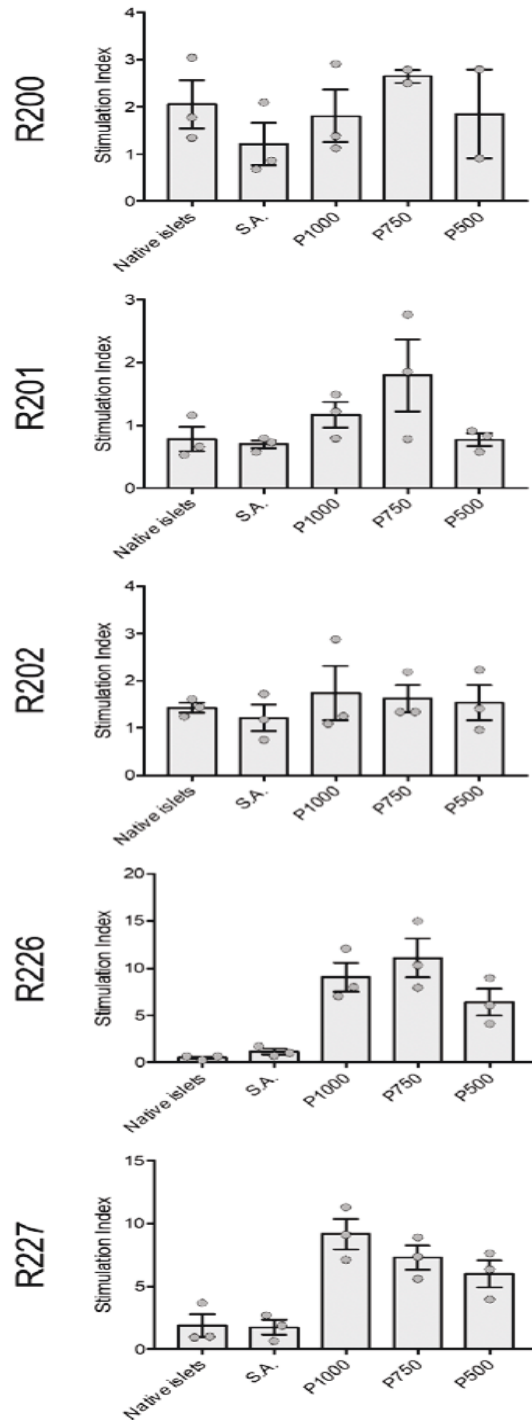 R200
Stimulation Index
4
3
2
1
0
Native islets
S.A.
P1000
P750
P500
R201
Stimulation Index
3
2
1
0
Native islets
S.A.
P1000
P750
P500
R202
Stimulation Index
4
3
2
1
0
Native islets
S.A.
P1000
P750
P500
R226
Stimulation Index
20
15
10
5
0
Native islets
S.A.
P1000
P750
P500
R227
Stimulation Index
15
10
5
0
Native islets
S.A.
P1000
P750
P500